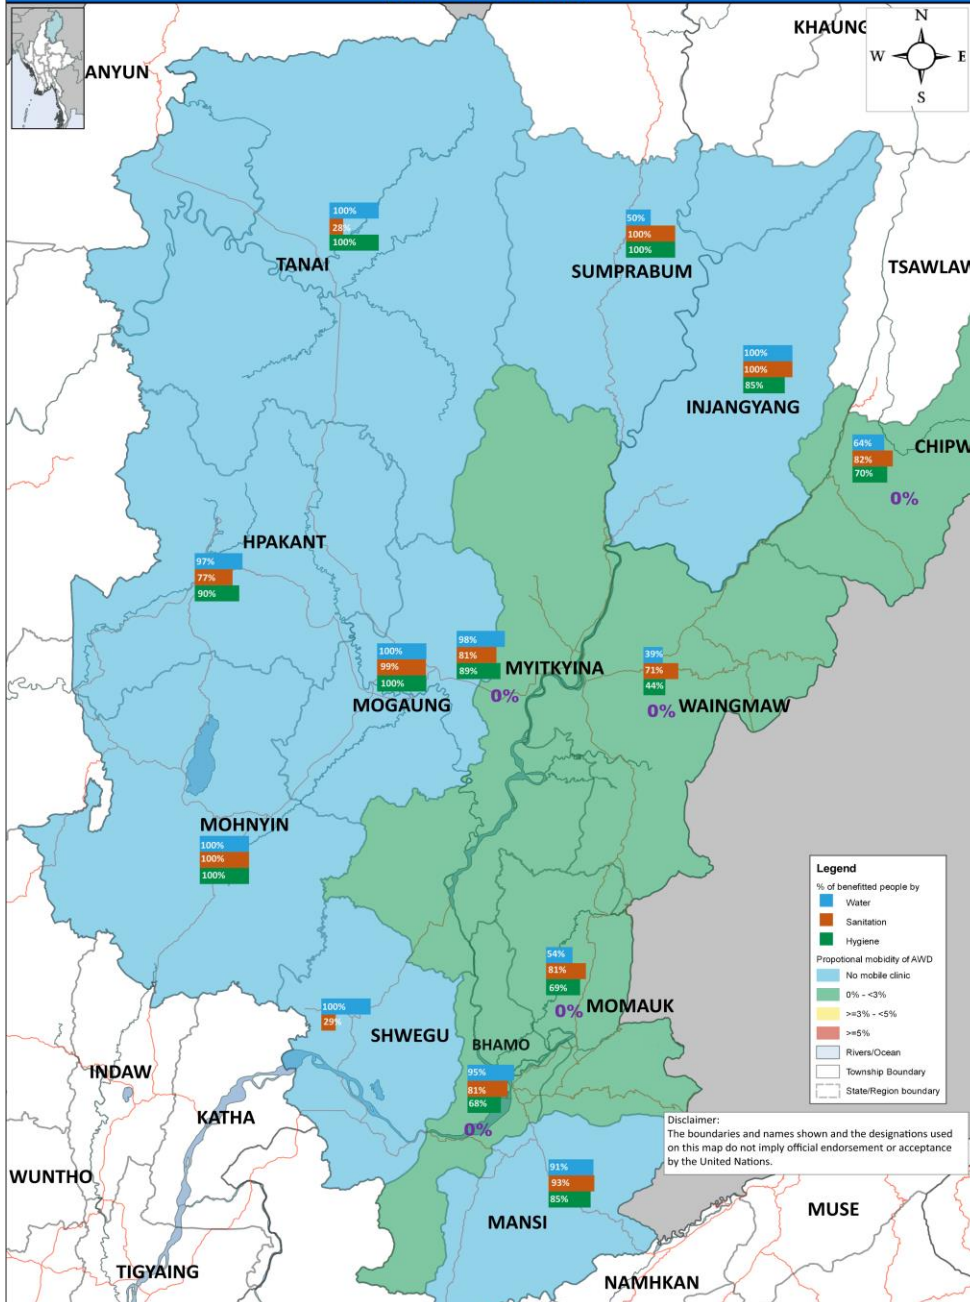 KHAUNG
N
W
E
S
ANYUN
100%
28%
100%
TANAI
50%
100%
100%
SUMPRABUM
TSAWLAW
100%
100%
85%
INJANGYANG
64%
82%
70%
CHIPW
0%
HPAKANT
97%
77%
90%
100%
99%
100%
MOGAUNG
98%
81%
89%
MYITKYINA
0%
39%
71%
44%
WAINGMAW
0%
MOHNYIN
100%
100%
100%
Legend
% of benefitted people by
Water
Sanitation
Hygiene
Propotional mobidity of AWD
No mobile clinic
0% - <3%
>=3% - <5%
>=5%
Rivers/Ocean
Township Boundary
State/Region boundary
54%
81%
69%
MOMAUK
0%
100%
29%
SHWEGU
BHAMO
95%
81%
68%
0%
INDAW
KATHA
Disclaimer:
The boundaries and names shown and the designations used
on this map do not imply official endorsement or acceptance
by the United Nations.
WUNTHO
91%
93%
85%
MANSI
MUSE
TIGYAING
NAMHKAN